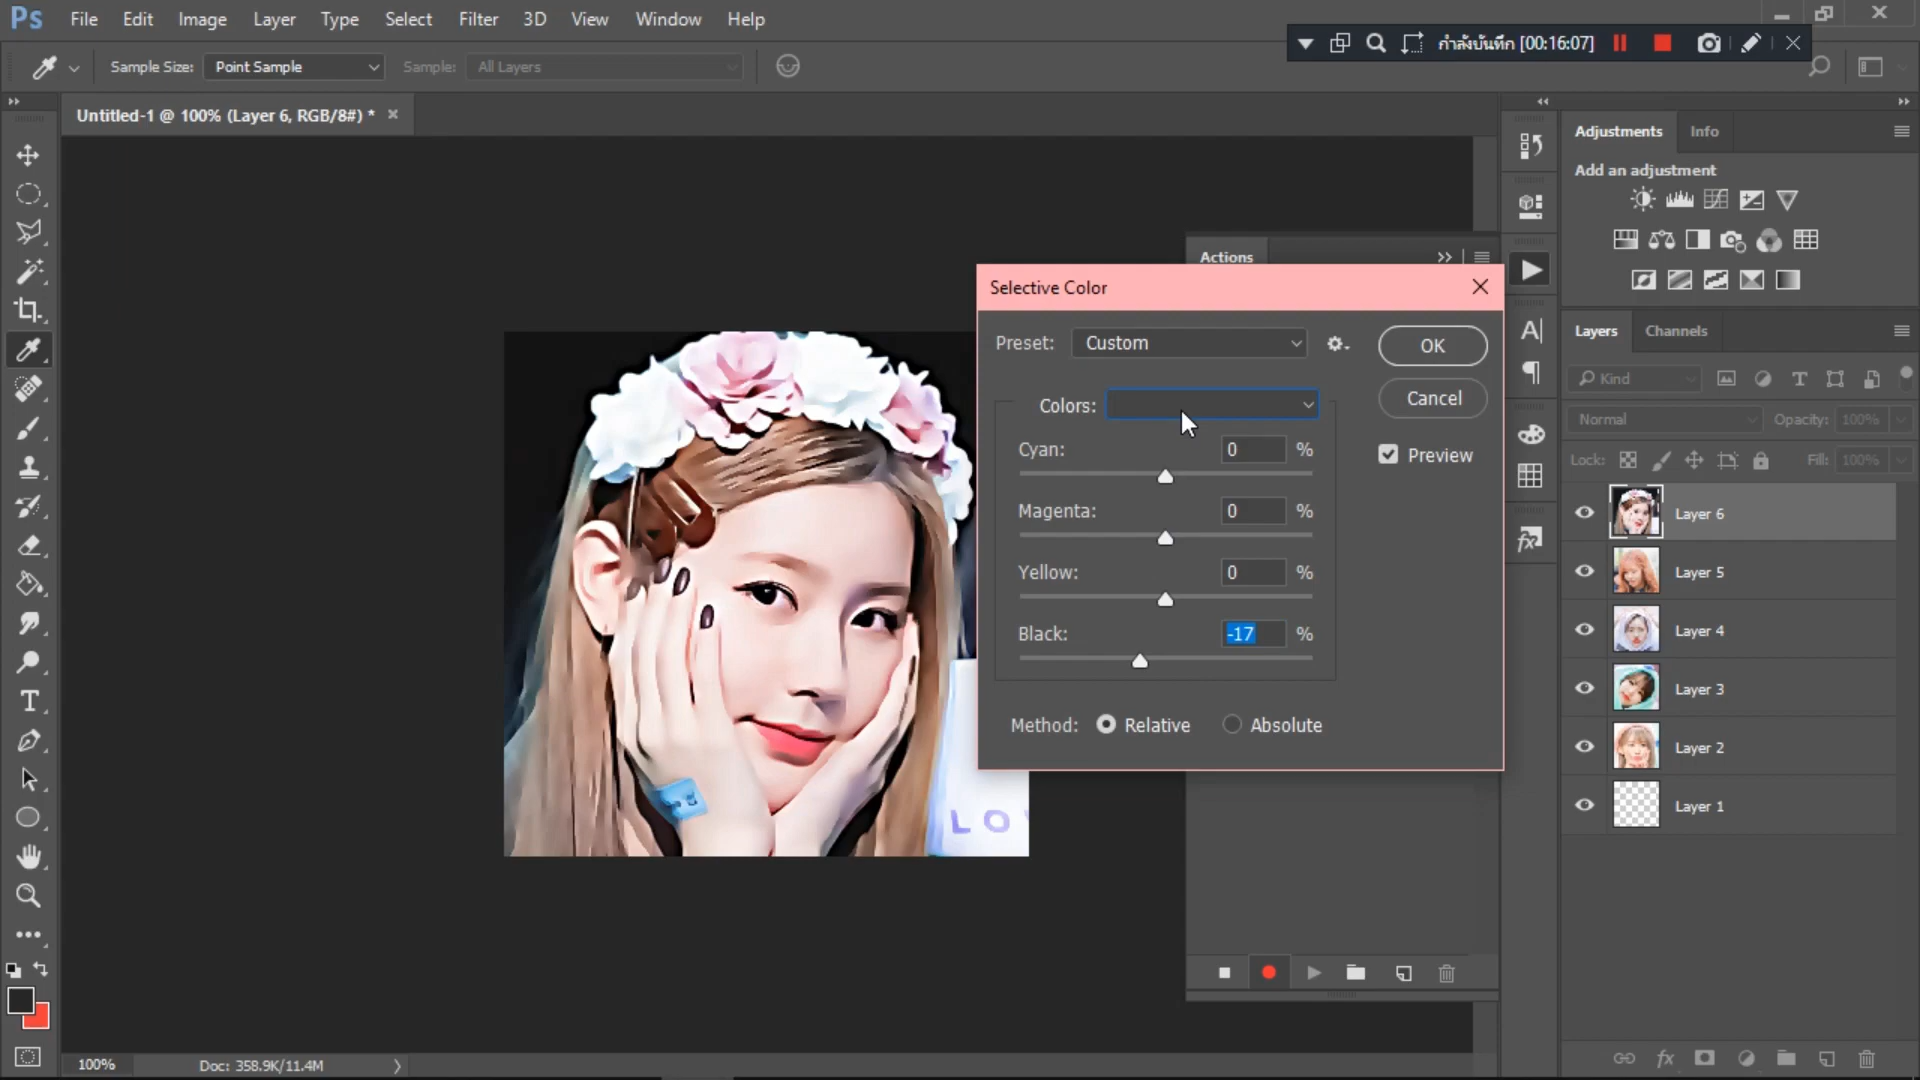 Ps File Edit Image Layer Type Select Filter 3D View Window Help
กำลังบันทึก [00:16:07]
Sample Size: Point Sample Sample: All Layers
Untitled-1 @ 100% (Layer 6, RGB/8#) *
Adjustments Info
Add an adjustment
Actions
Selective Color
Preset: Custom OK
Colors: Cancel
Cyan: 0 %
Preview
Magenta: 0 %
Yellow: 0 %
Black: -17 %
Method: Relative Absolute
Layers Channels
Kind
Normal Opacity: 100%
Lock: Fill: 100%
Layer 6
Layer 5
Layer 4
Layer 3
Layer 2
Layer 1
LO
fx
100% Doc: 358.9K/11.4M